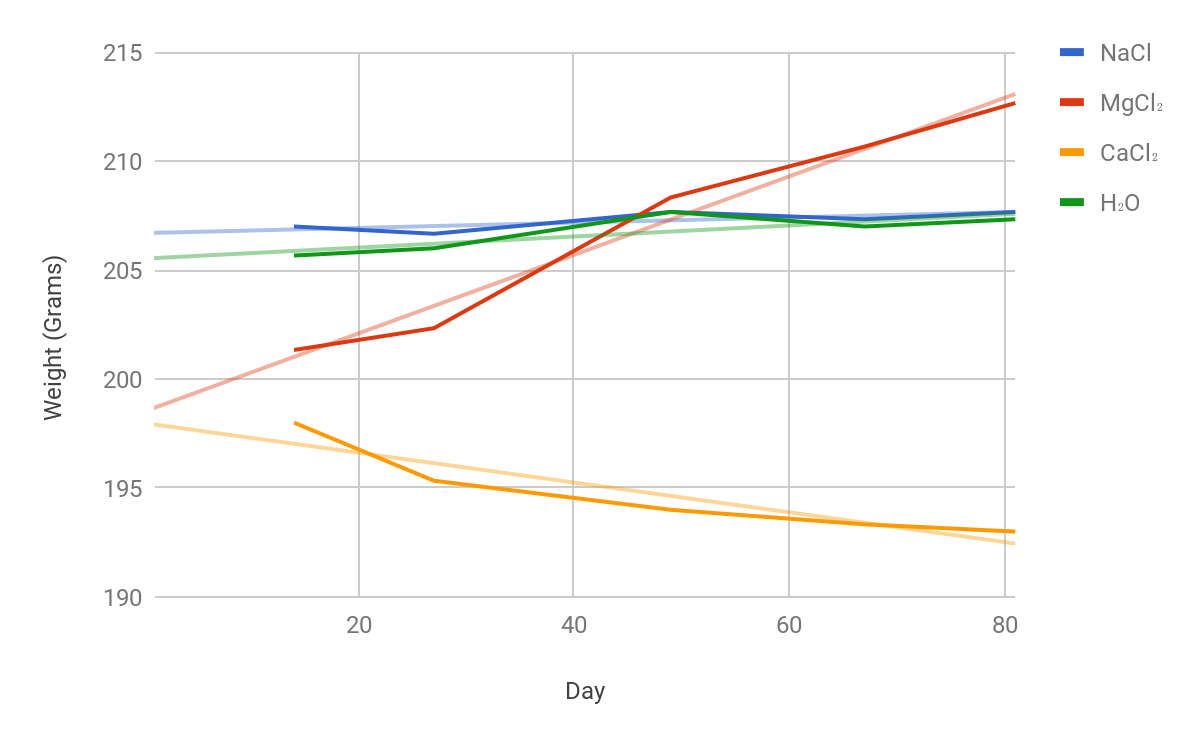 215
210
205
200
195
190
Weight (Grams)
20 40 60 80
Day
NaCl
MgCl₂
CaCl₂
H₂O